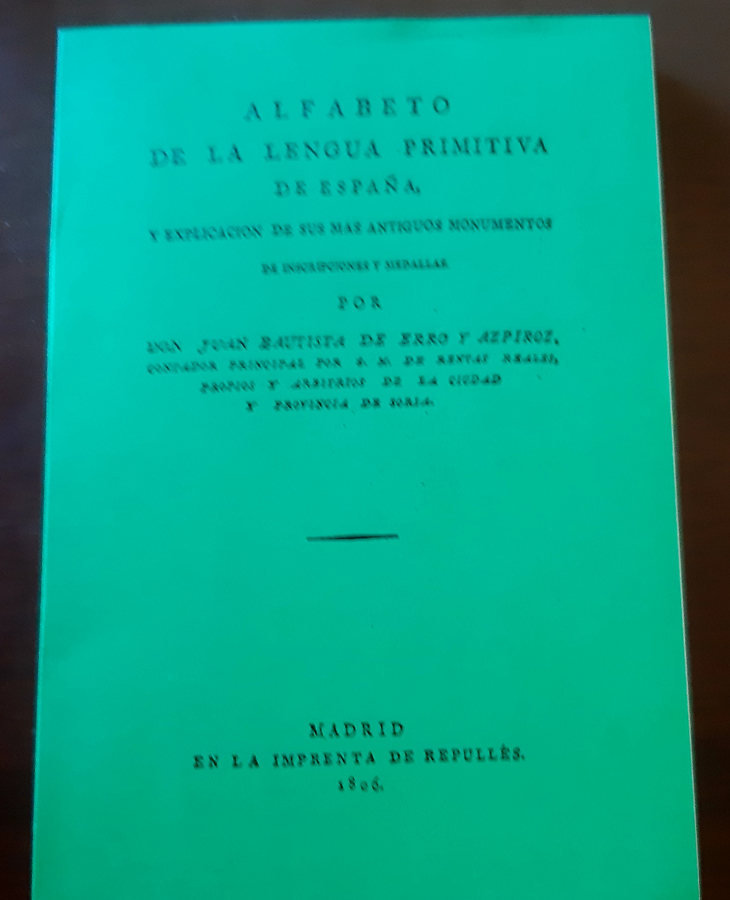 ALFABETO
DE LA LENGUA PRIMITIVA
DE ESPAÑA,
Y EXPLICACION DE SUS MAS ANTIGUOS MONUMENTOS
DE INSCRIPCIONES Y MEDALLAS
POR
DON JUAN BAUTISTA DE ERRO Y AZPIROZ,
CONTADOR PRINCIPAL POR S. M. DE RENTAS REALES,
PROPIOS Y ARBITRIOS DE LA CIUDAD
Y PROVINCIA DE SORIA.
MADRID
EN LA IMPRENTA DE REPULLÉS.
1806.